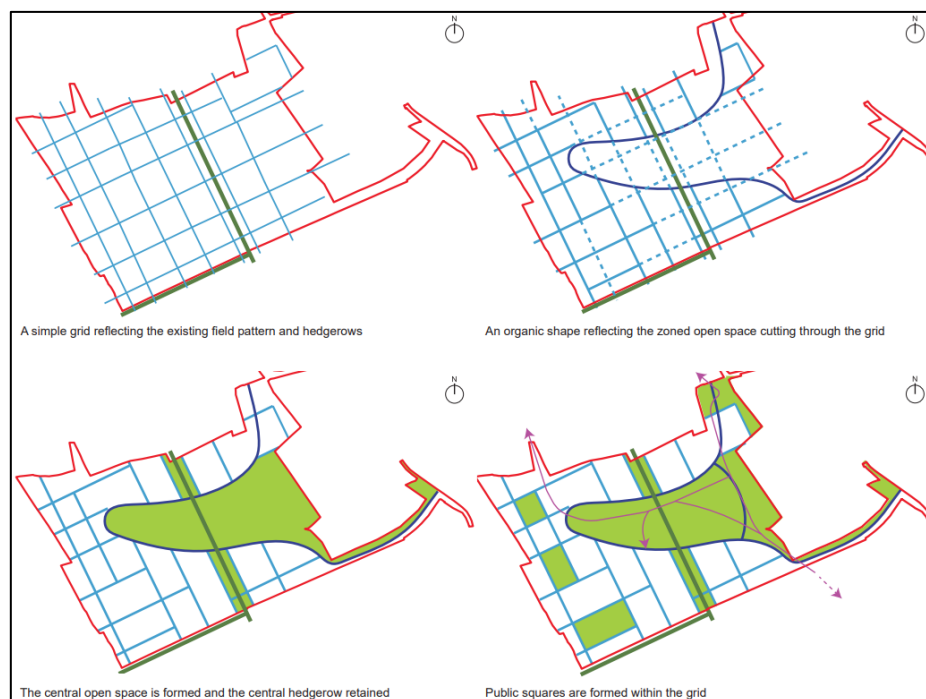 N
N
A simple grid reflecting the existing field pattern and hedgerows
An organic shape reflecting the zoned open space cutting through the grid
N
N
The central open space is formed and the central hedgerow retained
Public squares are formed within the grid